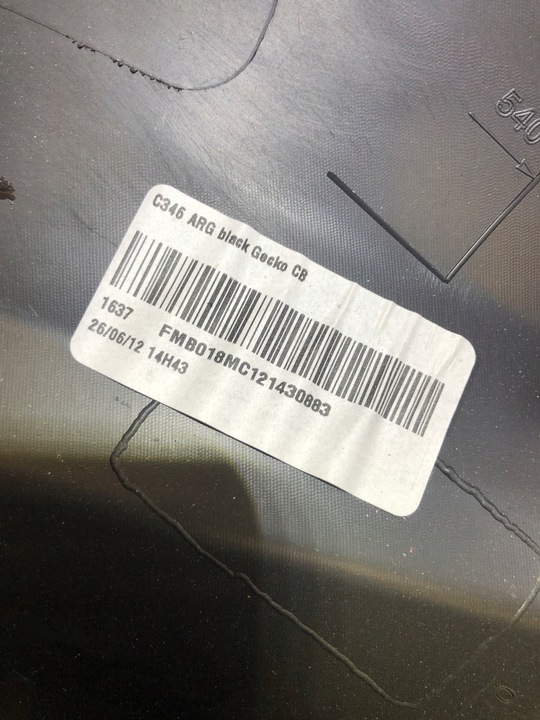 540
C346 ARG black Gecko CB
1637
FMB018MC121430883
26/06/12 14H43